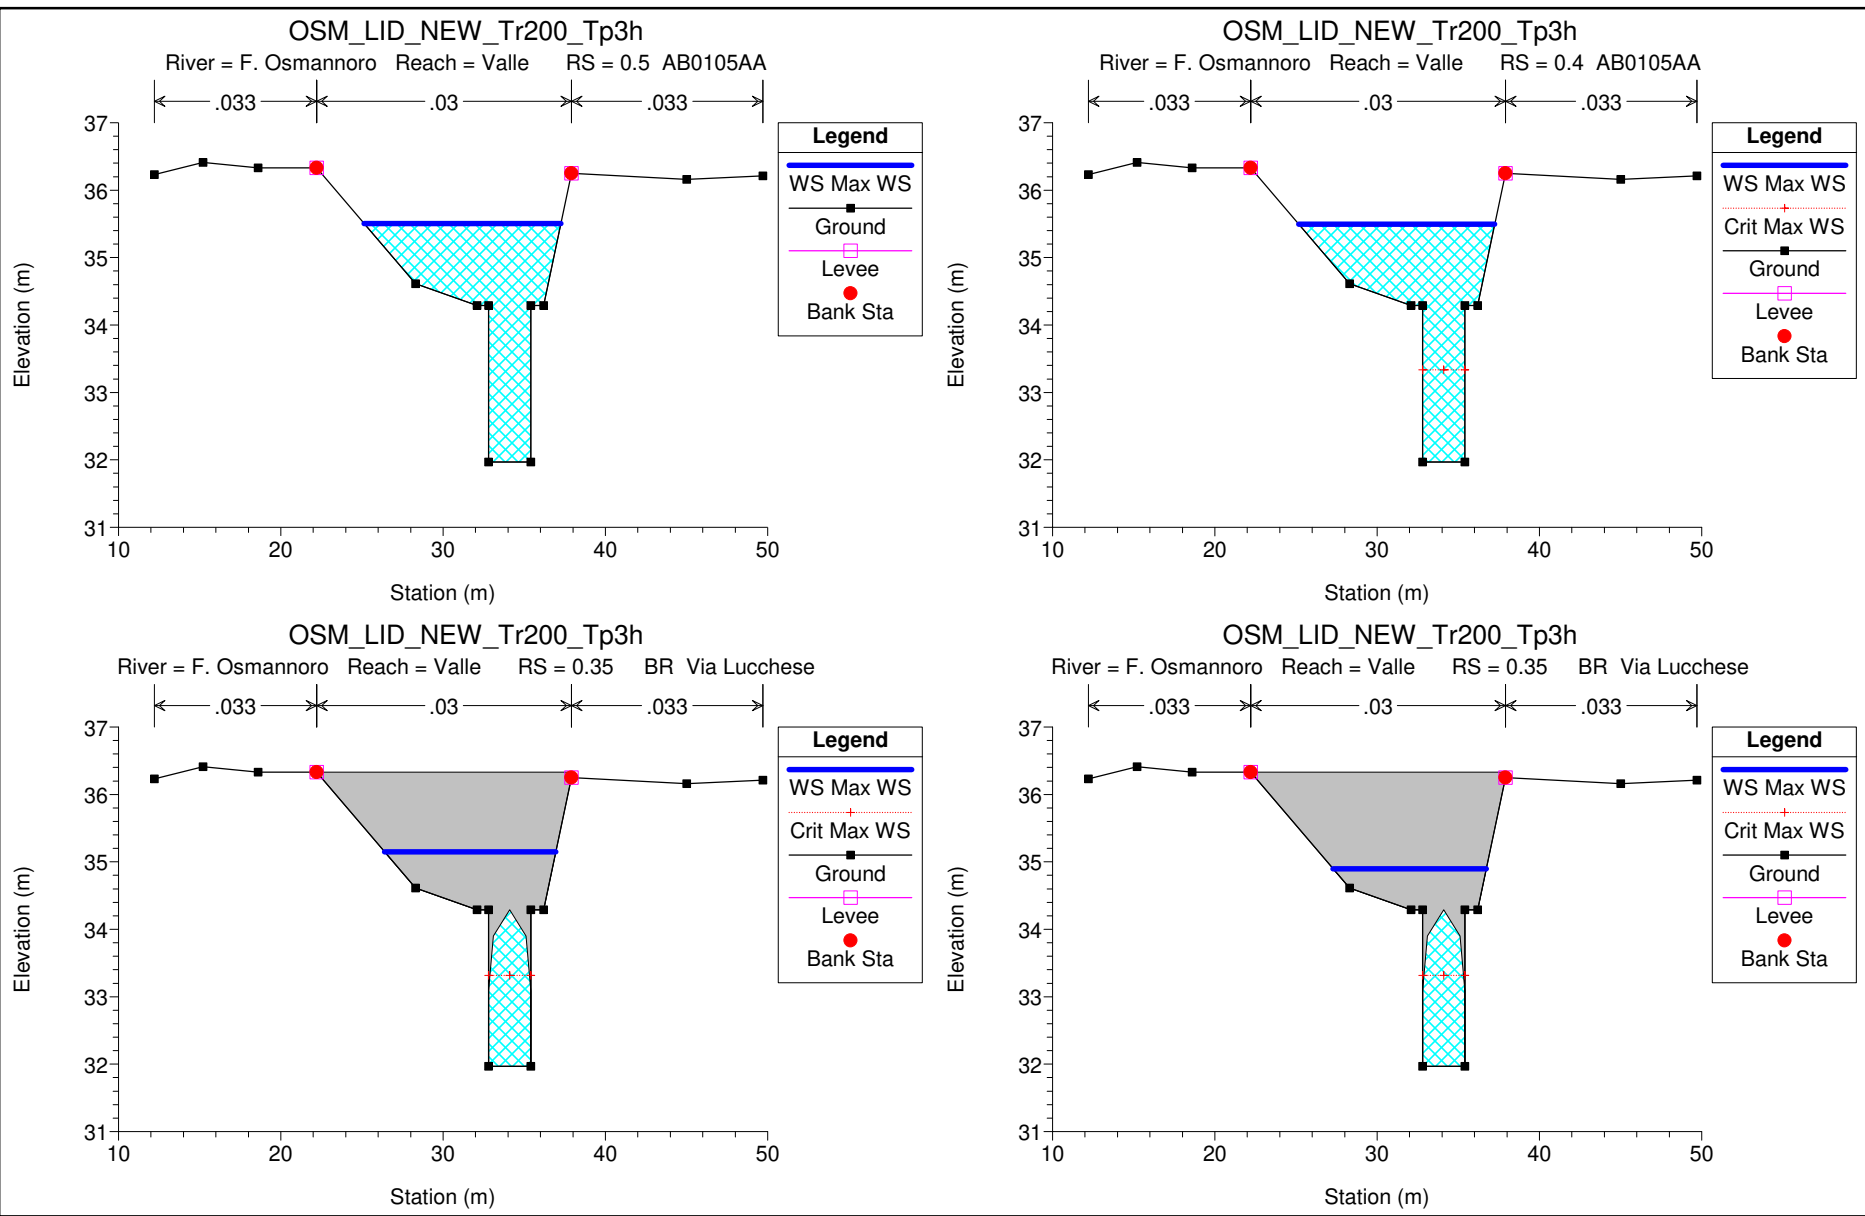 OSM_LID_NEW_Tr200_Tp3h
River = F. Osmannoro Reach = Valle RS = 0.5 AB0105AA
.033 .03 .033
37
36
35
34
33
32
31
10 20 30 40 50
Elevation (m)
Station (m)
Legend
WS Max WS
Ground
Levee
Bank Sta
OSM_LID_NEW_Tr200_Tp3h
River = F. Osmannoro Reach = Valle RS = 0.4 AB0105AA
.033 .03 .033
37
36
35
34
33
32
31
10 20 30 40 50
Elevation (m)
Station (m)
Legend
WS Max WS
Crit Max WS
Ground
Levee
Bank Sta
OSM_LID_NEW_Tr200_Tp3h
River = F. Osmannoro Reach = Valle RS = 0.35 BR Via Lucchese
.033 .03 .033
37
36
35
34
33
32
31
10 20 30 40 50
Elevation (m)
Station (m)
Legend
WS Max WS
Crit Max WS
Ground
Levee
Bank Sta
OSM_LID_NEW_Tr200_Tp3h
River = F. Osmannoro Reach = Valle RS = 0.35 BR Via Lucchese
.033 .03 .033
37
36
35
34
33
32
31
10 20 30 40 50
Elevation (m)
Station (m)
Legend
WS Max WS
Crit Max WS
Ground
Levee
Bank Sta